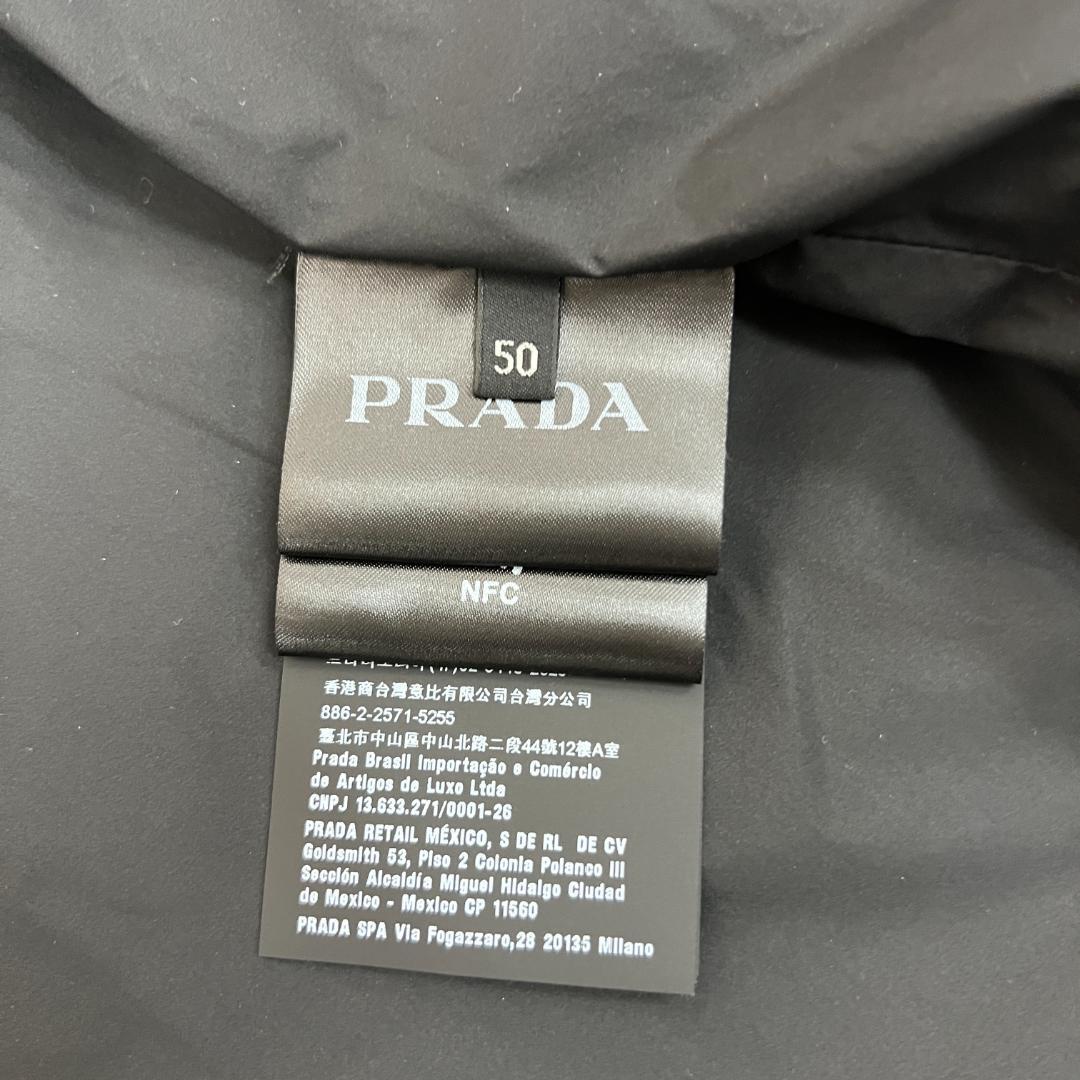 50
PRADA
NFC
香港商台灣意比有限公司台灣分公司
886-2-2571-5255
臺北市中山區中山北路二段44號12樓A室
Prada Brasil Importação e Comércio
de Artigos de Luxo Ltda
CNPJ 13.633.271/0001-26
PRADA RETAIL MÉXICO, S DE RL DE CV
Goldsmith 53, Piso 2 Colonia Polanco III
Sección Alcaldía Miguel Hidalgo Ciudad
de Mexico - Mexico CP 11560
PRADA SPA Via Fogazzaro,28 20135 Milano